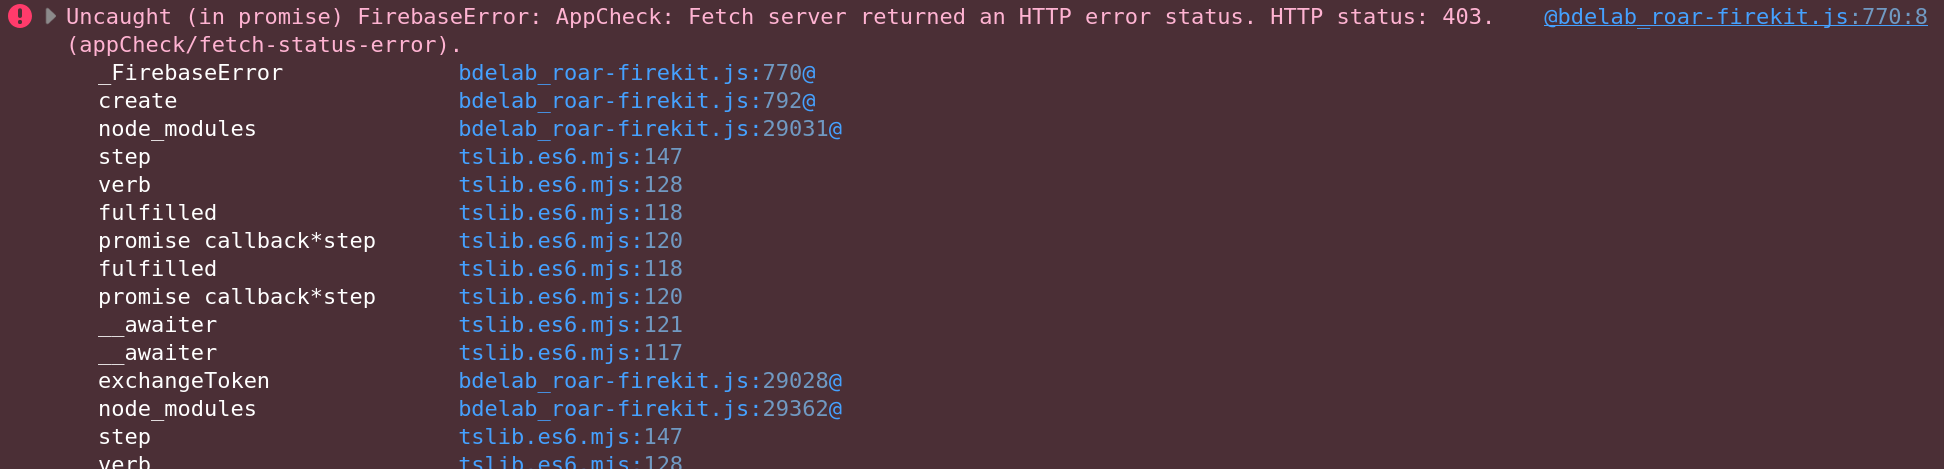 Uncaught (in promise) FirebaseError: AppCheck: Fetch server returned an HTTP error status. HTTP status: 403. @bdelab_roar-firekit.js:770:8
(appCheck/fetch-status-error).
_FirebaseError bdelab_roar-firekit.js:770@
create bdelab_roar-firekit.js:792@
node_modules bdelab_roar-firekit.js:29031@
step tslib.es6.mjs:147
verb tslib.es6.mjs:128
fulfilled tslib.es6.mjs:118
promise callback*step tslib.es6.mjs:120
fulfilled tslib.es6.mjs:118
promise callback*step tslib.es6.mjs:120
__awaiter tslib.es6.mjs:121
__awaiter tslib.es6.mjs:117
exchangeToken bdelab_roar-firekit.js:29028@
node_modules bdelab_roar-firekit.js:29362@
step tslib.es6.mjs:147
verb tslib.es6.mjs:128